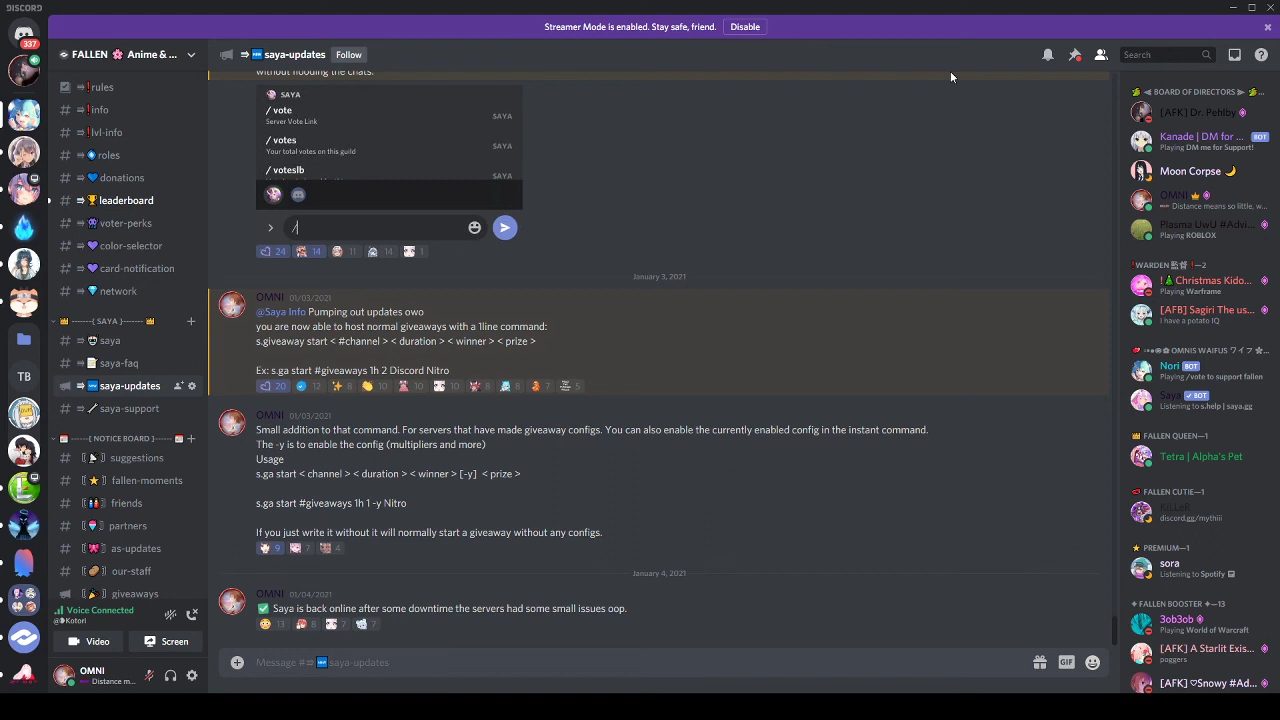 DISCORD
Streamer Mode is enabled. Stay safe, friend.
Disable
337
TB
FALLEN 🌸 Anime & ...
rules
info
lvl-info
roles
donations
leaderboard
voter-perks
color-selector
card-notification
network
[ SAYA ]
saya
saya-faq
saya-updates
saya-support
[ NOTICE BOARD ]
suggestions
fallen-moments
friends
partners
as-updates
our-staff
giveaways
Voice Connected
Kotori
Video
Screen
OMNI
Distance m...
saya-updates
Follow
Search
without flooding the chats.
SAYA
/ vote
Server Vote Link
SAYA
/ votes
Your total votes on this guild
SAYA
/ voteslb
SAYA
/
24 14 11 14 1
January 3, 2021
OMNI 01/03/2021
@Saya Info Pumping out updates owo
you are now able to host normal giveaways with a 1line command:
s.giveaway start < #channel > < duration > < winner > < prize >
Ex: s.ga start #giveaways 1h 2 Discord Nitro
20 12 8 10 10 10 8 8 7 5
OMNI 01/03/2021
Small addition to that command. For servers that have made giveaway configs. You can also enable the currently enabled config in the instant command.
The -y is to enable the config (multipliers and more)
Usage
s.ga start < channel > < duration > < winner > [-y] < prize >
s.ga start #giveaways 1h 1 -y Nitro
If you just write it without it will normally start a giveaway without any configs.
9 7 4
January 4, 2021
OMNI 01/04/2021
✅ Saya is back online after some downtime the servers had some small issues oop.
13 8 7 7
Message #⇒🆕saya-updates
GIF
BOARD OF DIRECTORS
[AFK] Dr. Pehlby
Kanade | DM for ...
Playing DM me for Support!
Moon Corpse 🌙
OMNI
Distance means so little, w...
Plasma UwU #Advi...
Playing ROBLOX
WARDEN 監督 !—2
Christmas Kido...
Playing Warframe
[AFB] Sagiri The us...
I have a potato IQ
OMNIS WAIFUS ワイフ
Nori BOT
Playing /vote to support fallen
Saya BOT
Listening to s.help | saya.gg
FALLEN QUEEN—1
Tetra | Alpha's Pet
FALLEN CUTIE—1
KiLLeR
discord.gg/mythiii
PREMIUM—1
sora
Listening to Spotify
FALLEN BOOSTER ✦—13
3ob3ob
Playing World of Warcraft
[AFK] A Starlit Exis...
poggers
[AFK] ♡Snowy #Ad...